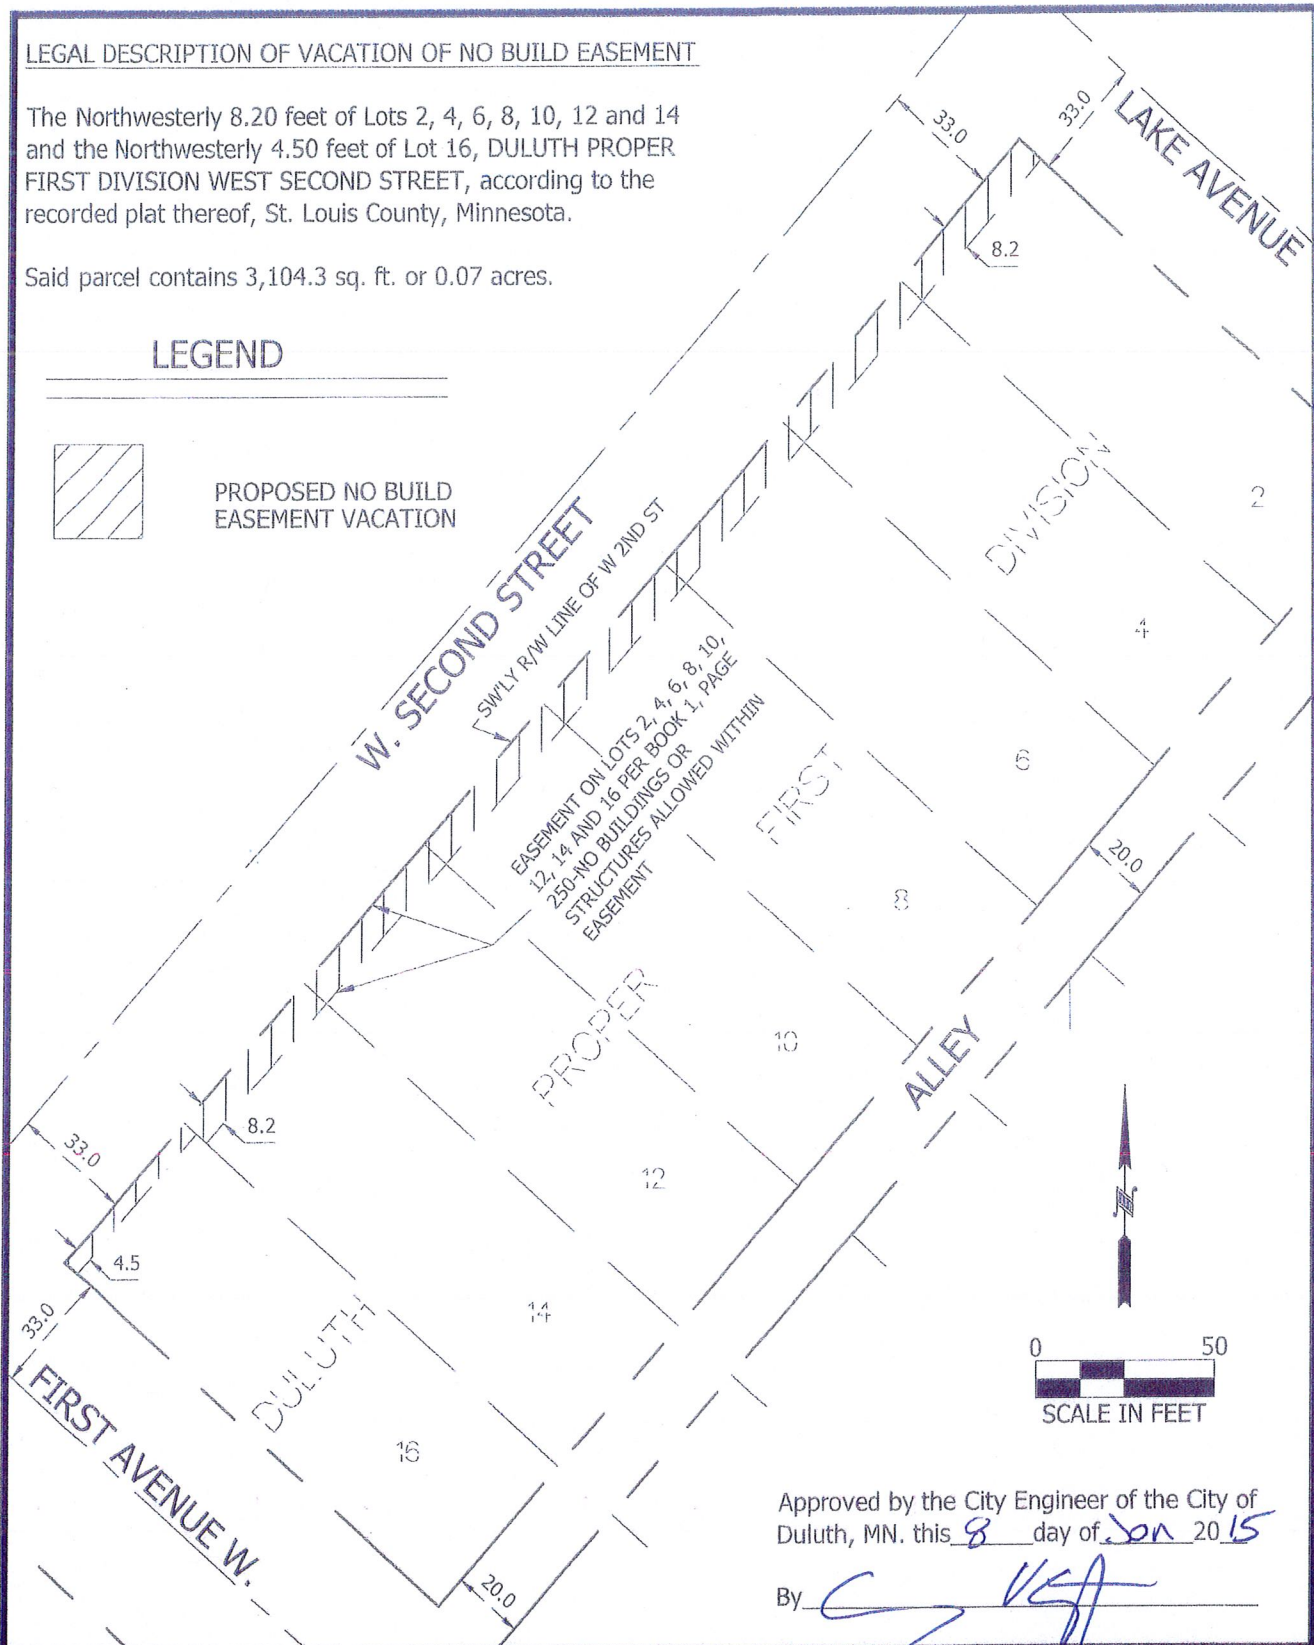 LEGAL DESCRIPTION OF VACATION OF NO BUILD EASEMENT
The Northwesterly 8.20 feet of Lots 2, 4, 6, 8, 10, 12 and 14
and the Northwesterly 4.50 feet of Lot 16, DULUTH PROPER
FIRST DIVISION WEST SECOND STREET, according to the
recorded plat thereof, St. Louis County, Minnesota.
Said parcel contains 3,104.3 sq. ft. or 0.07 acres.
LEGEND
PROPOSED NO BUILD
EASEMENT VACATION
33.0
33.0
LAKE AVENUE
8.2
W. SECOND STREET
SW'LY R/W LINE OF W 2ND ST
EASEMENT ON LOTS 2, 4, 6, 8, 10,
12, 14 AND 16 PER BOOK 1, PAGE
250-NO BUILDINGS OR
STRUCTURES ALLOWED WITHIN
EASEMENT
DIVISION
2
4
FIRST
6
20.0
8
PROPER
10
ALLEY
8.2
33.0
12
4.5
33.0
14
DULUTH
16
FIRST AVENUE W.
20.0
N
0 50
SCALE IN FEET
Approved by the City Engineer of the City of
Duluth, MN. this 8 day of Jan 20 15
By